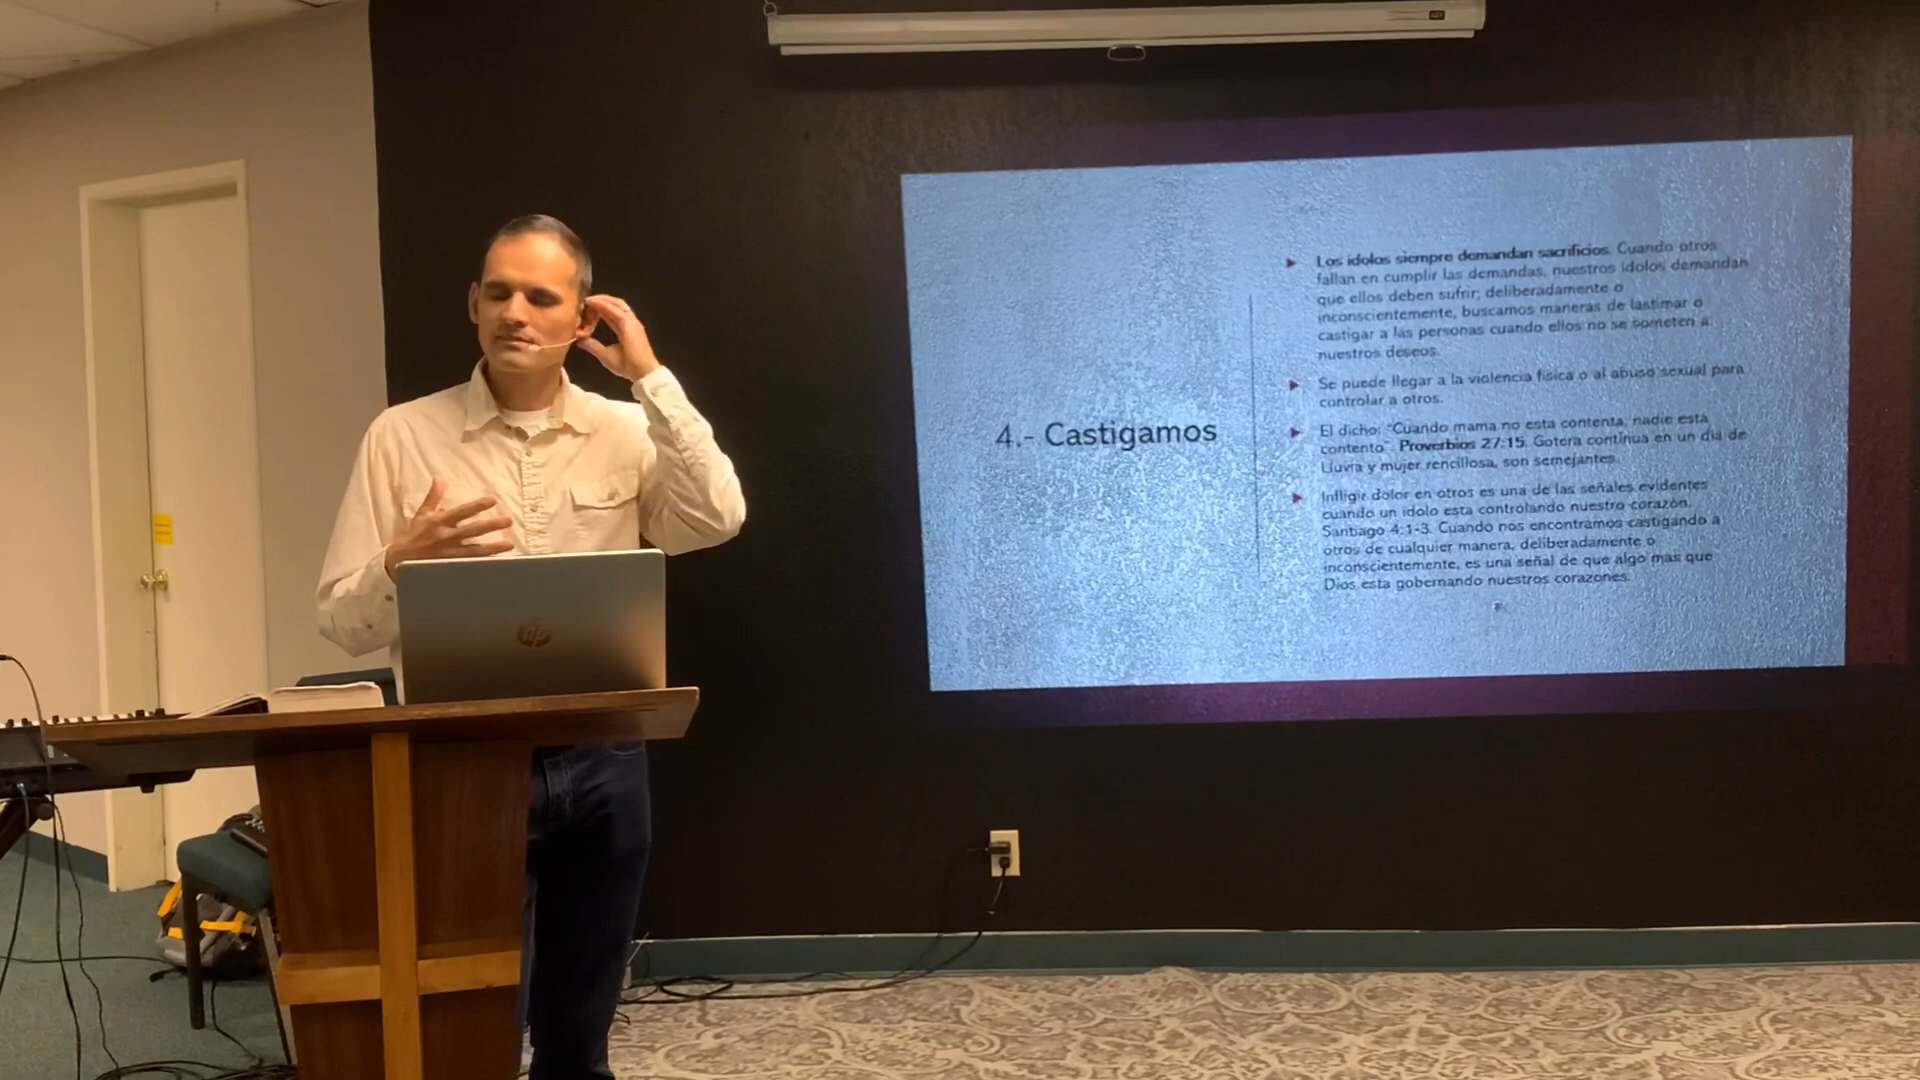 4.- Castigamos
Los idolos siempre demandan sacrificios. Cuando otros
fallan en cumplir las demandas, nuestros idolos demandan
que ellos deben sufrir; deliberadamente o
inconscientemente, buscamos maneras de lastimar o
castigar a las personas cuando ellos no se someten a
nuestros deseos.
Se puede llegar a la violencia fisica o al abuso sexual para
controlar a otros.
El dicho: "Cuando mama no esta contenta, nadie esta
contento". Proverbios 27:15. Gotera continua en un dia de
Lluvia y mujer rencillosa, son semejantes.
Infligir dolor en otros es una de las señales evidentes
cuando un idolo esta controlando nuestro corazon.
Santiago 4:1-3. Cuando nos encontramos castigando a
otros de cualquier manera, deliberadamente o
inconscientemente, es una señal de que algo mas que
Dios esta gobernando nuestros corazones.
hp